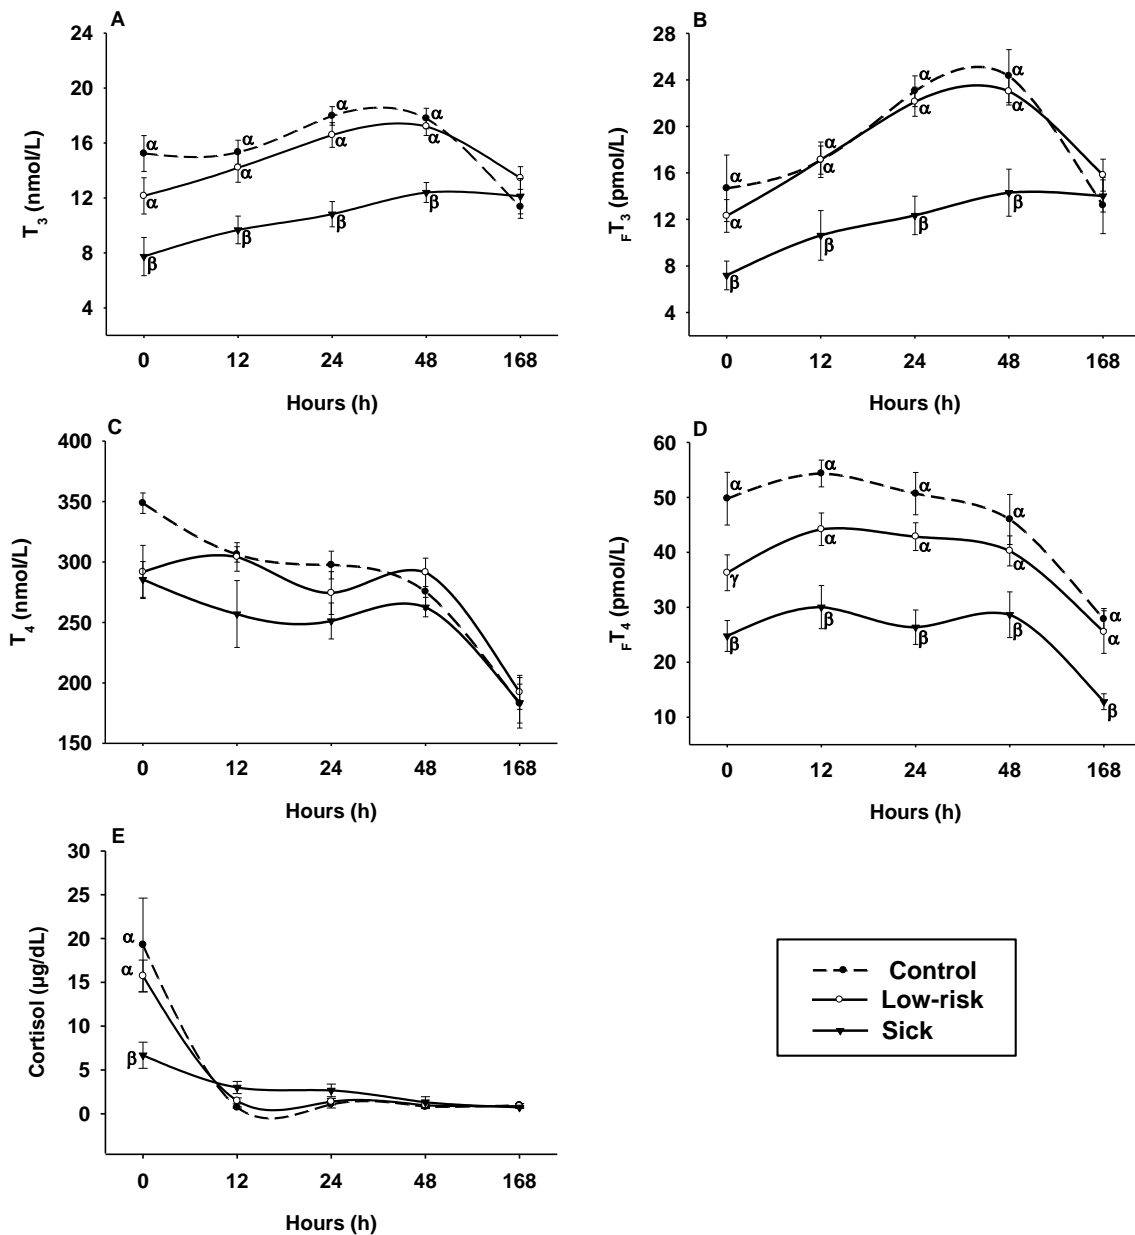 A
T3 (nmol/L)
24
20
16
12
8
4
α
α
α
α
α
α
α
α
β
β
β
β
0 12 24 48 168
Hours (h)
B
FT3 (pmol/L)
28
24
20
16
12
8
4
α
α
α
α
α
α
α
α
β
β
β
β
0 12 24 48 168
Hours (h)
C
T4 (nmol/L)
400
350
300
250
200
150
0 12 24 48 168
Hours (h)
D
FT4 (pmol/L)
60
50
40
30
20
10
α
α
α
α
α
γ
α
α
α
α
β
β
β
β
β
0 12 24 48 168
Hours (h)
E
Cortisol (µg/dL)
30
25
20
15
10
5
0
α
α
β
0 12 24 48 168
Hours (h)
Control
Low-risk
Sick